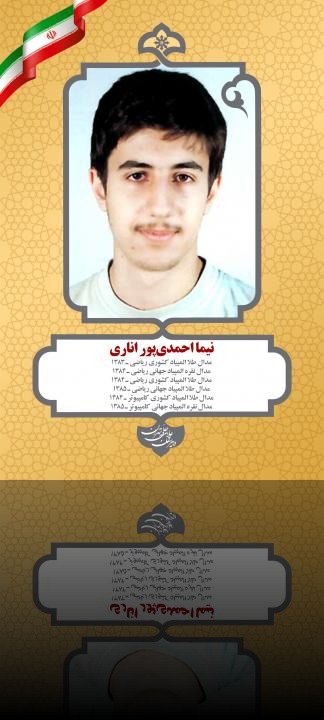 نیما احمدی‌پور اناری
مدال طلا المپیاد کشوری ریاضی - ۱۳۸۳
مدال نقره المپیاد جهانی ریاضی - ۱۳۸۴
مدال طلا المپیاد کشوری ریاضی - ۱۳۸۴
مدال طلا المپیاد جهانی ریاضی - ۱۳۸۵
مدال طلا المپیاد کشوری کامپیوتر - ۱۳۸۴
مدال نقره المپیاد جهانی کامپیوتر - ۱۳۸۵